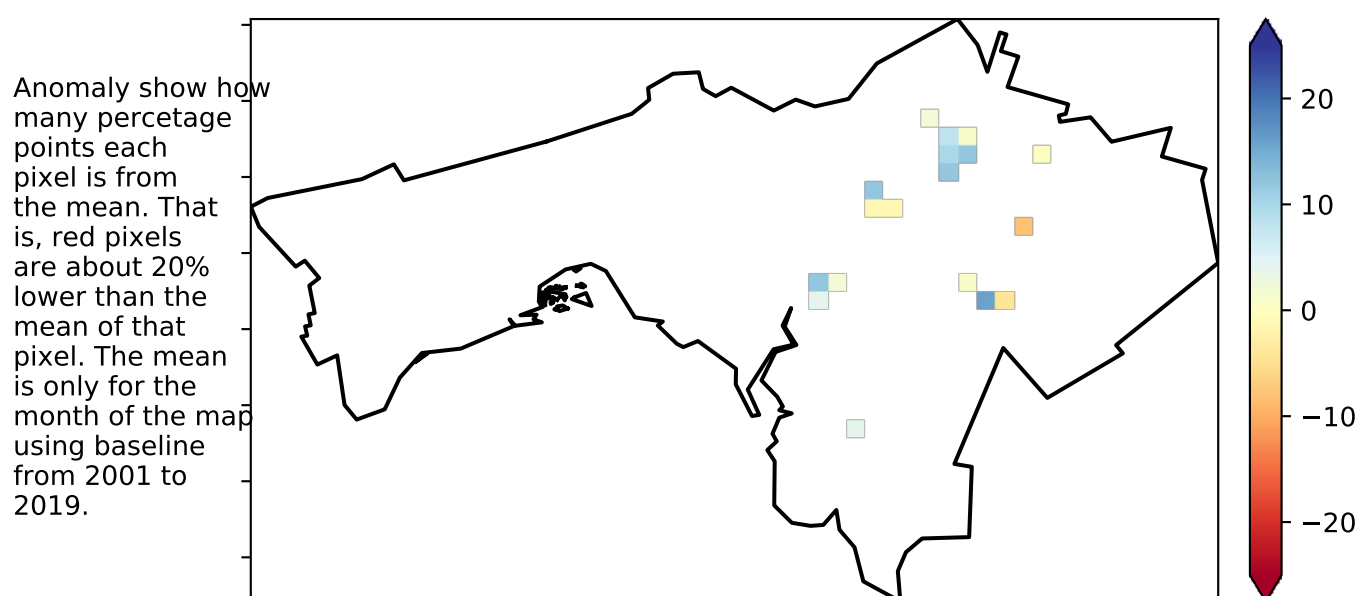 Anomaly show how
many percetage
points each
pixel is from
the mean. That
is, red pixels
are about 20%
lower than the
mean of that
pixel. The mean
is only for the
month of the map
using baseline
from 2001 to
2019.
20
10
0
−10
−20